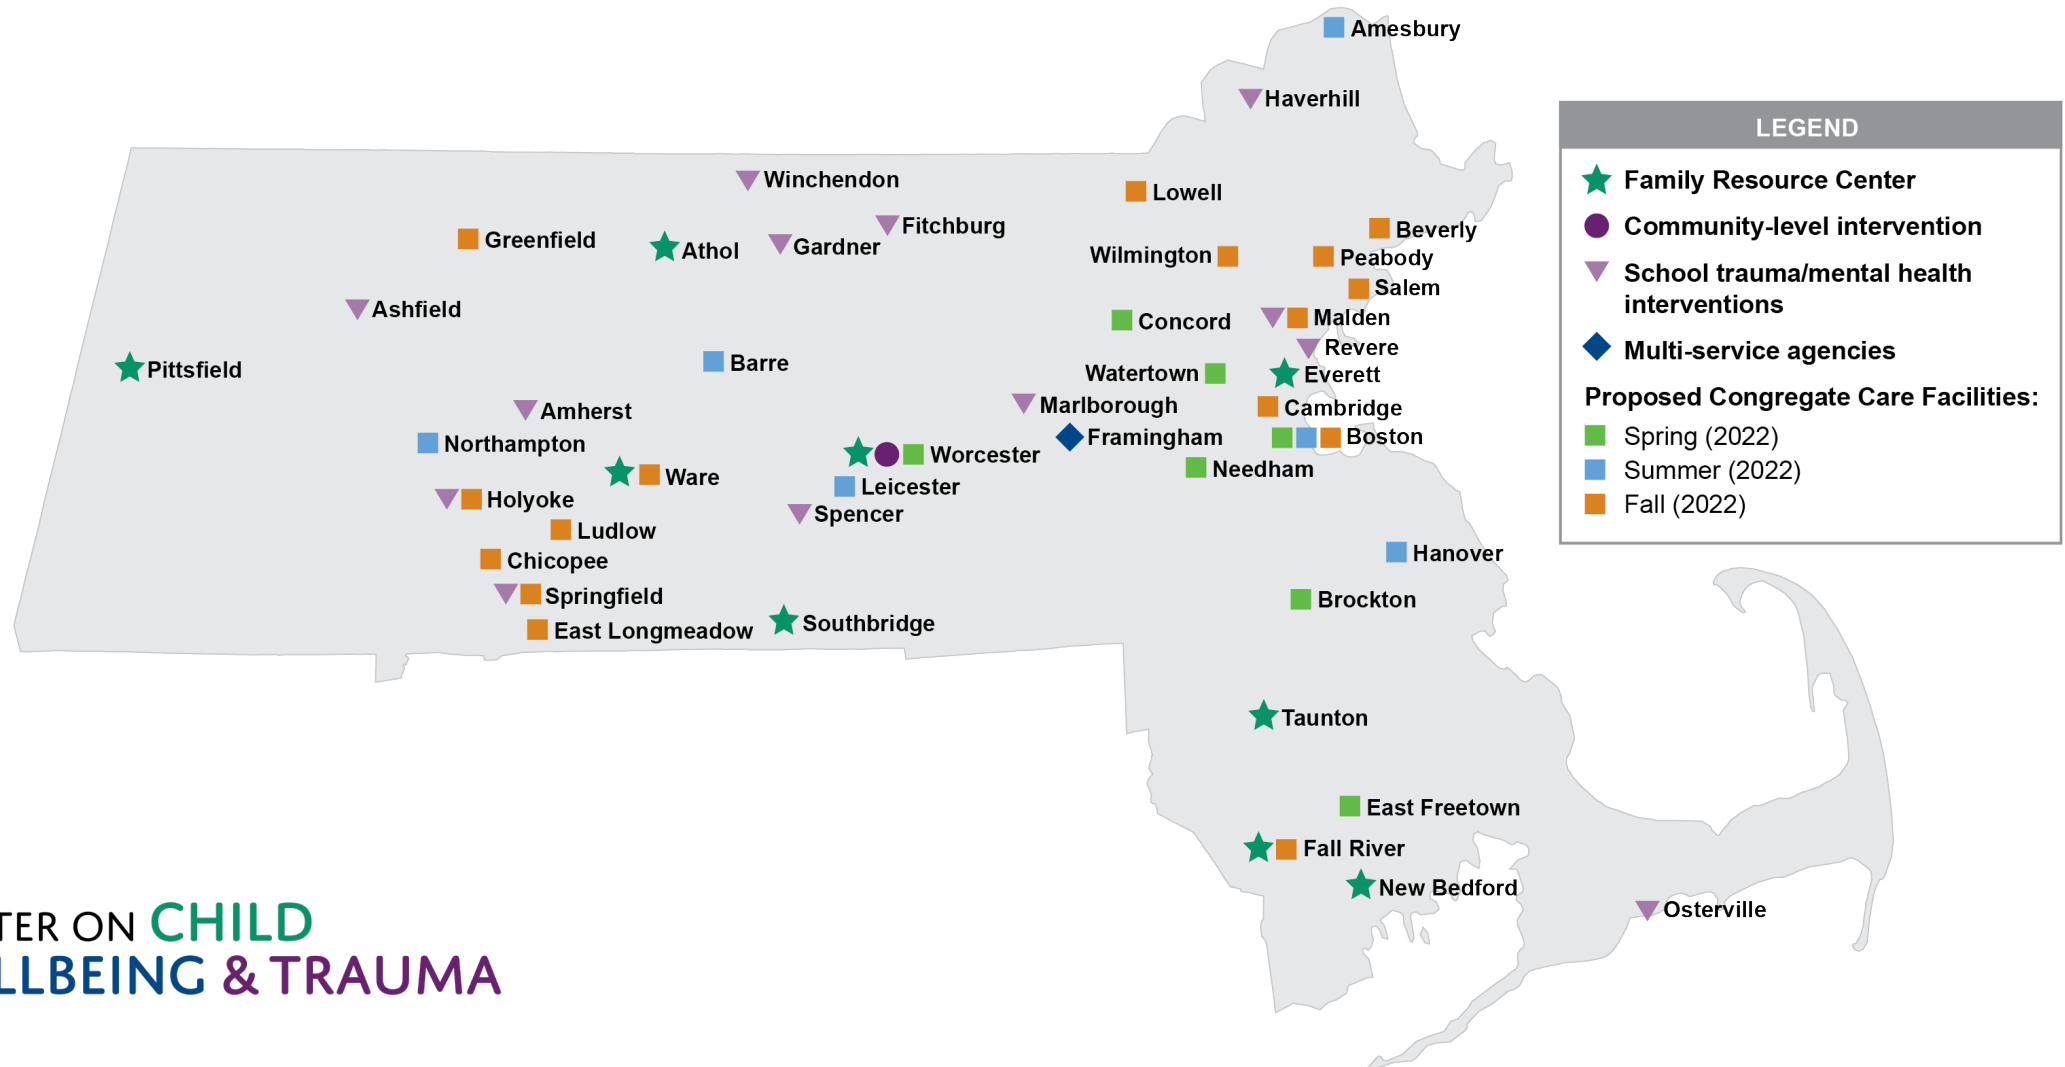 Amesbury
Haverhill
Winchendon
Lowell
Fitchburg
Beverly
Greenfield
Athol
Gardner
Wilmington
Peabody
Salem
Ashfield
Concord
Malden
Revere
Pittsfield
Barre
Watertown
Everett
Amherst
Marlborough
Cambridge
Northampton
Framingham
Boston
Worcester
Needham
Ware
Leicester
Holyoke
Spencer
Ludlow
Hanover
Chicopee
Springfield
Brockton
East Longmeadow
Southbridge
Taunton
East Freetown
Fall River
New Bedford
Osterville
LEGEND
Family Resource Center
Community-level intervention
School trauma/mental health
interventions
Multi-service agencies
Proposed Congregate Care Facilities:
Spring (2022)
Summer (2022)
Fall (2022)
TER ON CHILD
LLBEING & TRAUMA